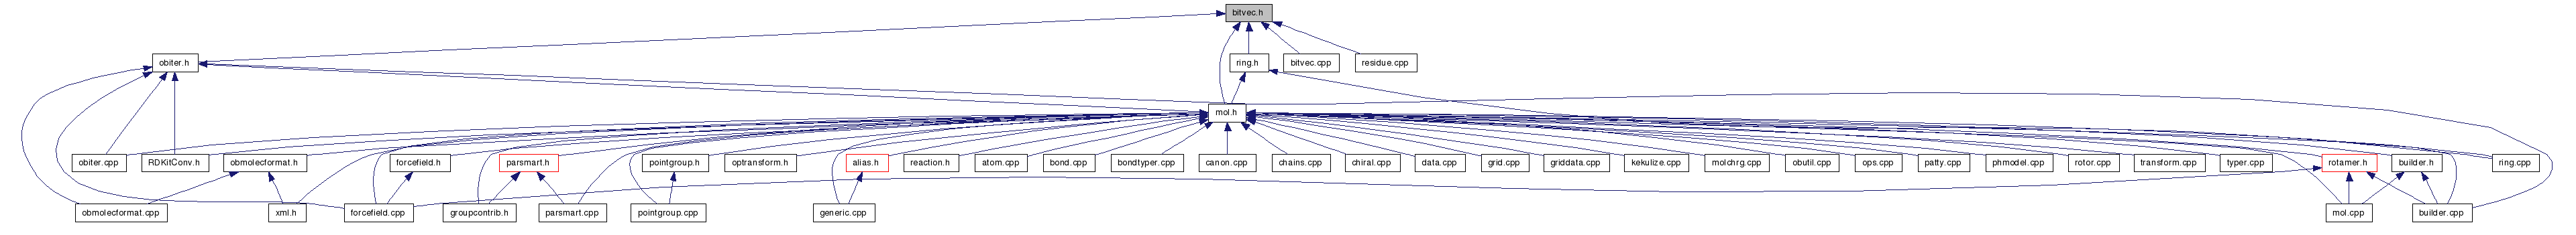 bitvec.h
obiter.h
ring.h
bitvec.cpp
residue.cpp
mol.h
obiter.cpp
RDKitConv.h
obmolecformat.h
forcefield.h
parsmart.h
pointgroup.h
optransform.h
alias.h
reaction.h
atom.cpp
bond.cpp
bondtyper.cpp
canon.cpp
chains.cpp
chiral.cpp
data.cpp
grid.cpp
griddata.cpp
kekulize.cpp
molchrg.cpp
obutil.cpp
ops.cpp
patty.cpp
phmodel.cpp
rotor.cpp
transform.cpp
typer.cpp
rotamer.h
builder.h
ring.cpp
obmolecformat.cpp
xml.h
forcefield.cpp
groupcontrib.h
parsmart.cpp
pointgroup.cpp
generic.cpp
mol.cpp
builder.cpp